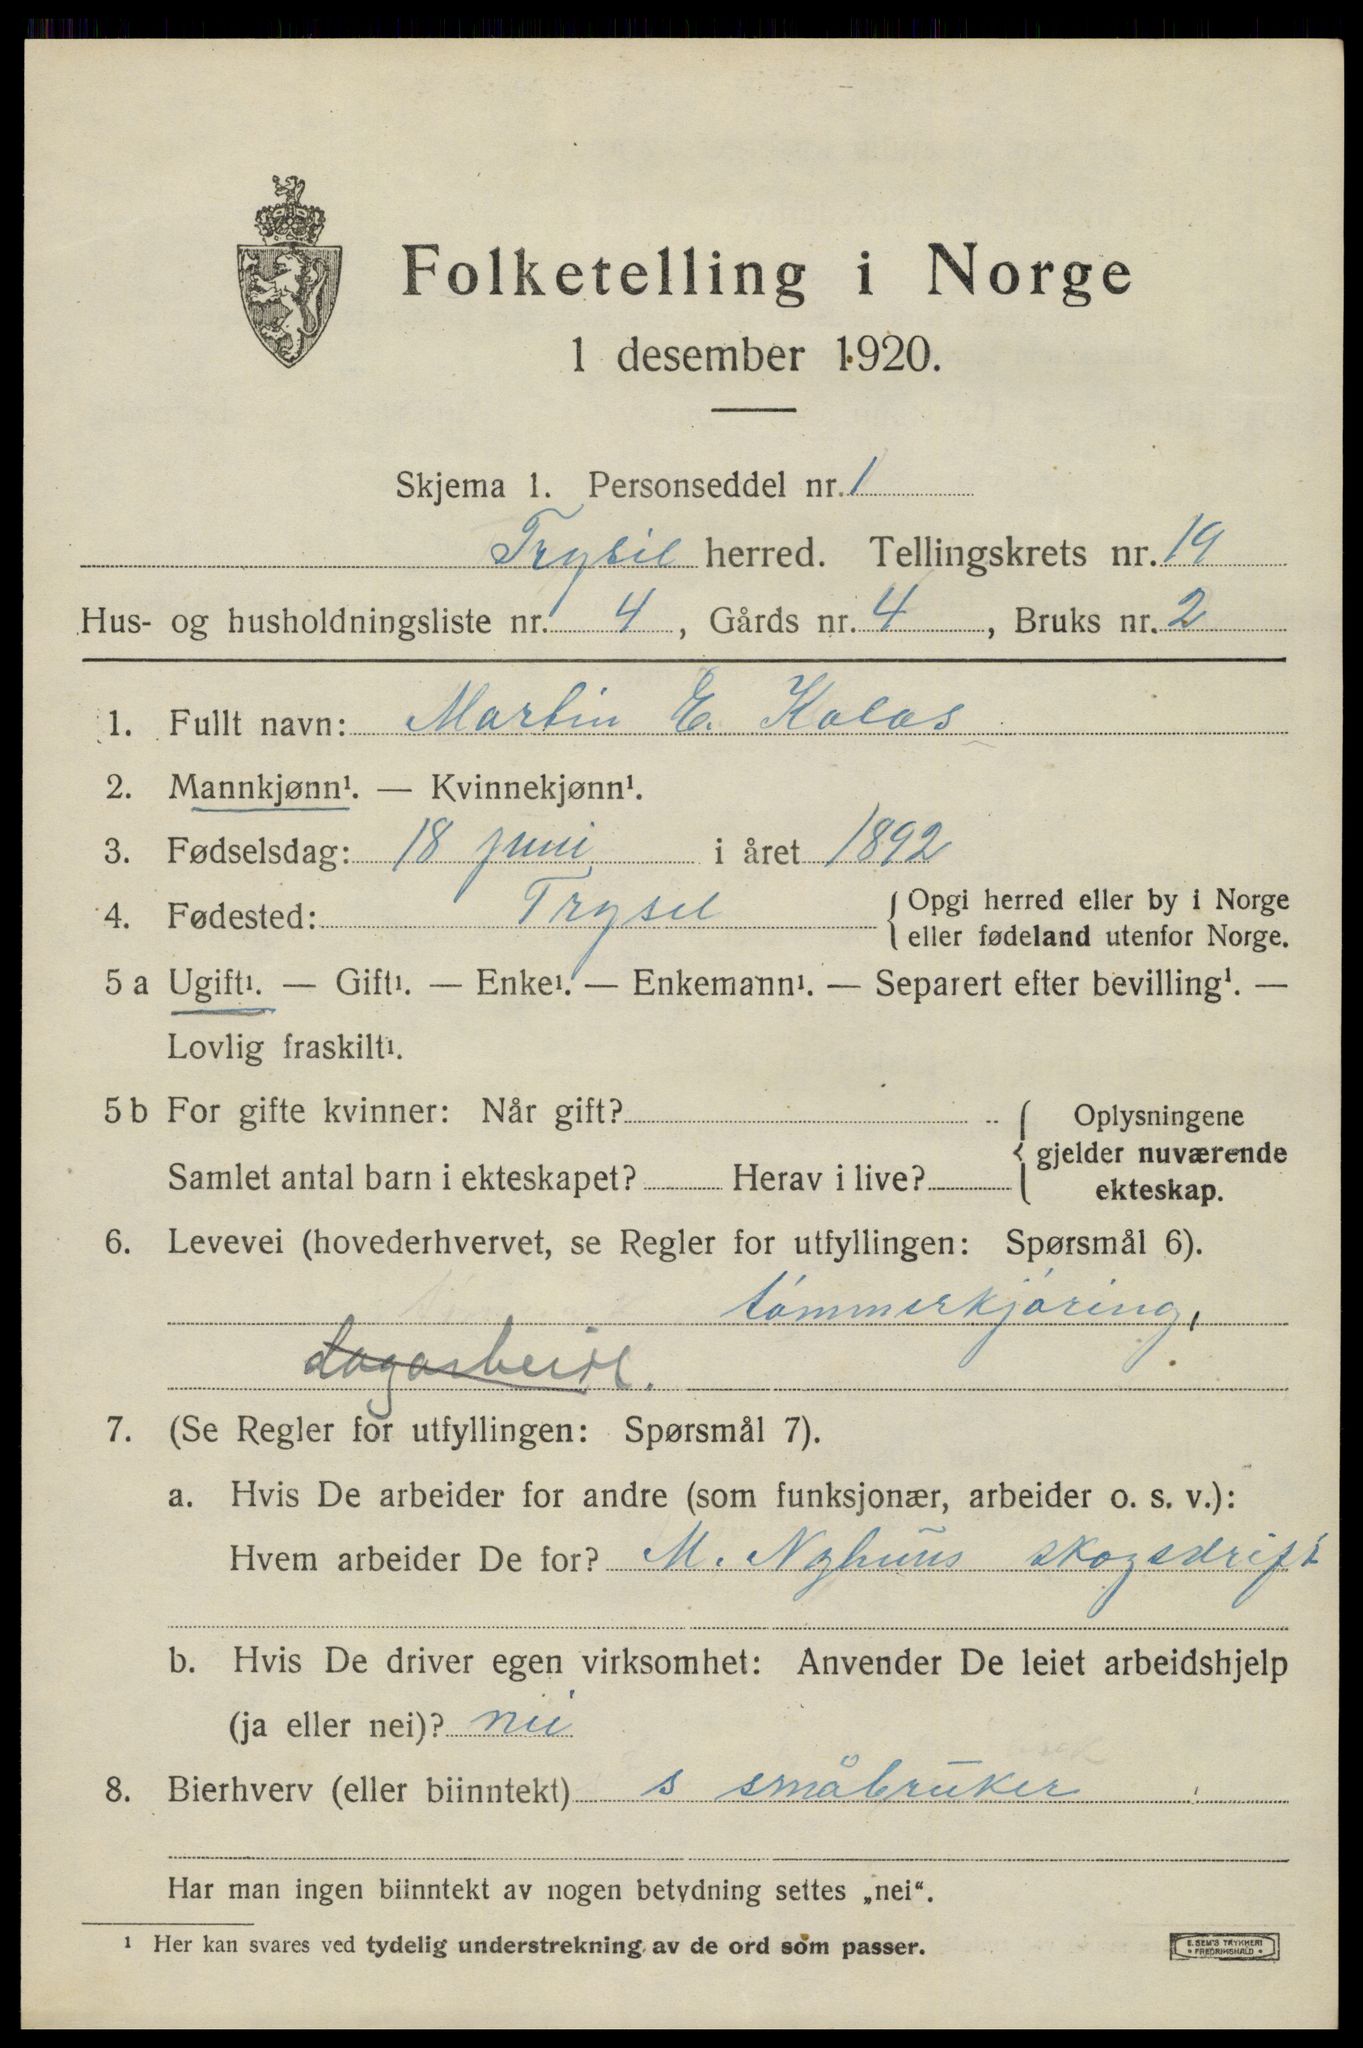 Folketelling i Norge
1 desember 1920.
Skjema 1. Personseddel nr. 1
Trysil herred. Tellingskrets nr. 19
Hus- og husholdningsliste nr. 4, Gårds nr. 4, Bruks nr. 2
1. Fullt navn: Martin E. Kolos
2. Mannkjønn¹. — Kvinnekjønn¹.
3. Fødselsdag: 18 juni i året 1892
4. Fødested: Trysil { Opgi herred eller by i Norge
eller fødeland utenfor Norge.
5 a Ugift¹. — Gift¹. — Enke¹. — Enkemann¹. — Separert efter bevilling¹. —
Lovlig fraskilt¹.
5 b For gifte kvinner: Når gift? { Oplysningene
gjelder nuværende
Samlet antal barn i ekteskapet? Herav i live? ekteskap.
6. Levevei (hovederhvervet, se Regler for utfyllingen: Spørsmål 6).
tømmerkjøring,
dagarbeide.
7. (Se Regler for utfyllingen: Spørsmål 7).
a. Hvis De arbeider for andre (som funksjonær, arbeider o. s. v.):
Hvem arbeider De for? M. Nyhuus skogsdrift
b. Hvis De driver egen virksomhet: Anvender De leiet arbeidshjelp
(ja eller nei)? nei
8. Bierhverv (eller biinntekt) s småbruker
Har man ingen biinntekt av nogen betydning settes „nei“.
¹ Her kan svares ved tydelig understrekning av de ord som passer.
E. SEM'S TRYKKERI
* FREDRIKSHALD *